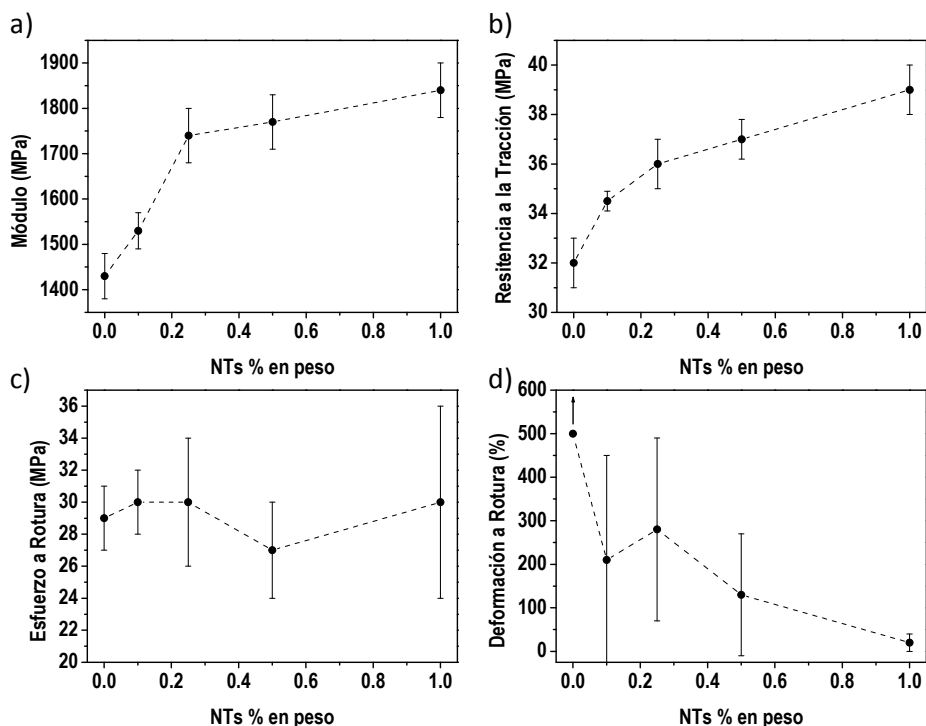 a)
1900
1800
1700
1600
1500
1400
Módulo (MPa)
0.0 0.2 0.4 0.6 0.8 1.0
NTs % en peso
b)
40
38
36
34
32
30
Resitencia a la Tracción (MPa)
0.0 0.2 0.4 0.6 0.8 1.0
NTs % en peso
c)
36
34
32
30
28
26
24
22
20
Esfuerzo a Rotura (MPa)
0.0 0.2 0.4 0.6 0.8 1.0
NTs % en peso
d)
600
500
400
300
200
100
0
Deformación a Rotura (%)
0.0 0.2 0.4 0.6 0.8 1.0
NTs % en peso